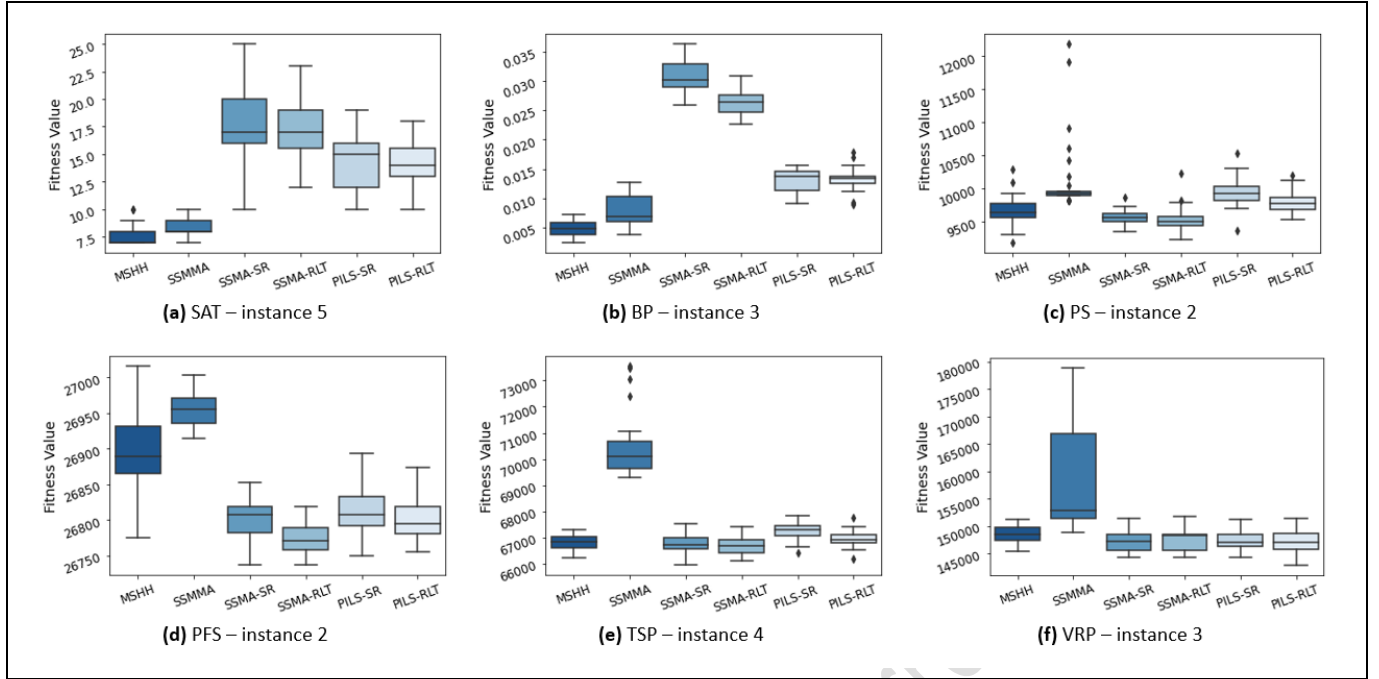 Fitness Value
25.0
22.5
20.0
17.5
15.0
12.5
10.0
7.5
MSHH SSMMA SSMA-SR SSMA-RLT PILS-SR PILS-RLT
(a) SAT – instance 5
Fitness Value
0.035
0.030
0.025
0.020
0.015
0.010
0.005
MSHH SSMMA SSMA-SR SSMA-RLT PILS-SR PILS-RLT
(b) BP – instance 3
Fitness Value
12000
11500
11000
10500
10000
9500
MSHH SSMMA SSMA-SR SSMA-RLT PILS-SR PILS-RLT
(c) PS – instance 2
Fitness Value
27000
26950
26900
26850
26800
26750
MSHH SSMMA SSMA-SR SSMA-RLT PILS-SR PILS-RLT
(d) PFS – instance 2
Fitness Value
73000
72000
71000
70000
69000
68000
67000
66000
MSHH SSMMA SSMA-SR SSMA-RLT PILS-SR PILS-RLT
(e) TSP – instance 4
Fitness Value
180000
175000
170000
165000
160000
155000
150000
145000
MSHH SSMMA SSMA-SR SSMA-RLT PILS-SR PILS-RLT
(f) VRP – instance 3